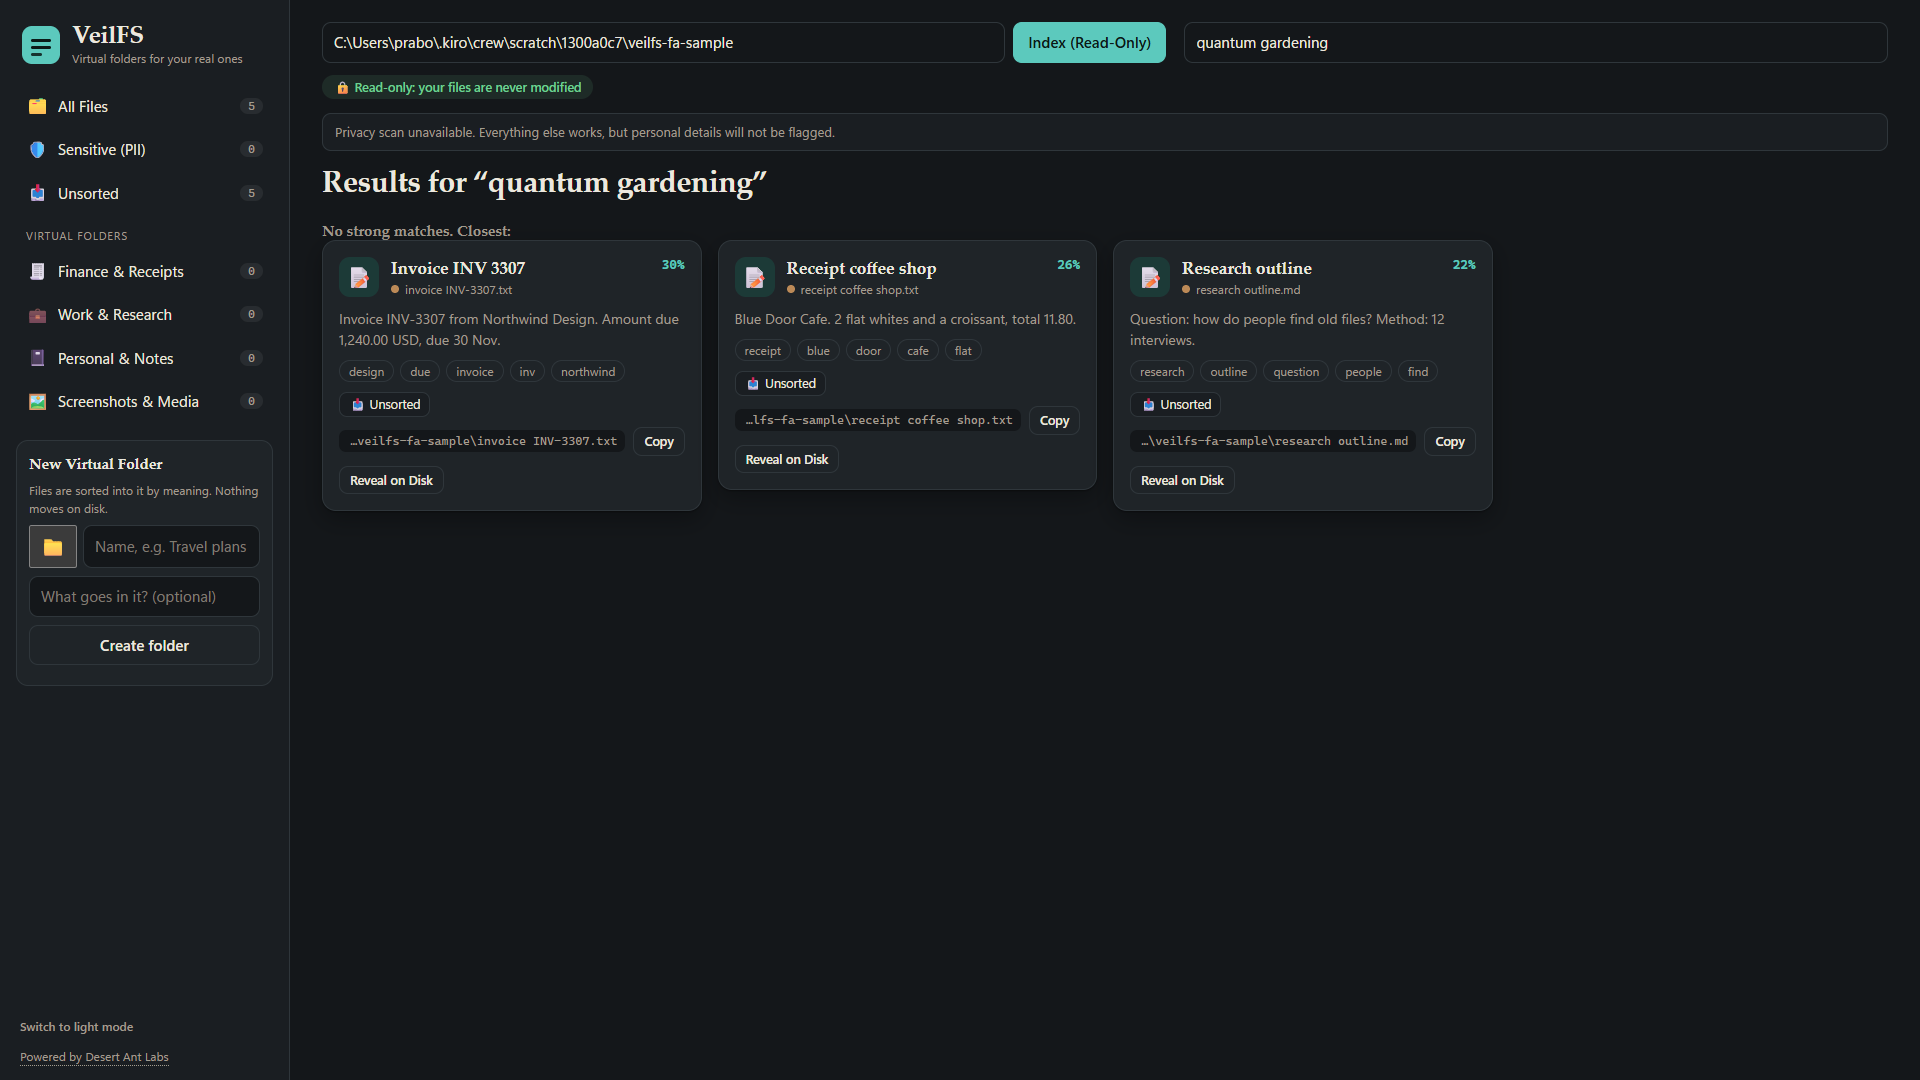 VeilFS
Virtual folders for your real ones
All Files 5
Sensitive (PII) 0
Unsorted 5
VIRTUAL FOLDERS
Finance & Receipts 0
Work & Research 0
Personal & Notes 0
Screenshots & Media 0
New Virtual Folder
Files are sorted into it by meaning. Nothing
moves on disk.
Name, e.g. Travel plans
What goes in it? (optional)
Create folder
Switch to light mode
Powered by Desert Ant Labs
C:\Users\prabo\.kiro\crew\scratch\1300a0c7\veilfs-fa-sample
Index (Read-Only)
quantum gardening
Read-only: your files are never modified
Privacy scan unavailable. Everything else works, but personal details will not be flagged.
Results for “quantum gardening”
No strong matches. Closest:
Invoice INV 3307 30%
invoice INV-3307.txt
Invoice INV-3307 from Northwind Design. Amount due
1,240.00 USD, due 30 Nov.
design due invoice inv northwind
Unsorted
…veilfs-fa-sample\invoice INV-3307.txt Copy
Reveal on Disk
Receipt coffee shop 26%
receipt coffee shop.txt
Blue Door Cafe. 2 flat whites and a croissant, total 11.80.
receipt blue door cafe flat
Unsorted
…lfs-fa-sample\receipt coffee shop.txt Copy
Reveal on Disk
Research outline 22%
research outline.md
Question: how do people find old files? Method: 12
interviews.
research outline question people find
Unsorted
…\veilfs-fa-sample\research outline.md Copy
Reveal on Disk